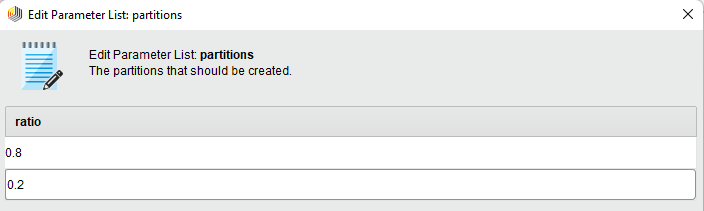 Edit Parameter List: partitions
Edit Parameter List: partitions
The partitions that should be created.
ratio
0.8
0.2